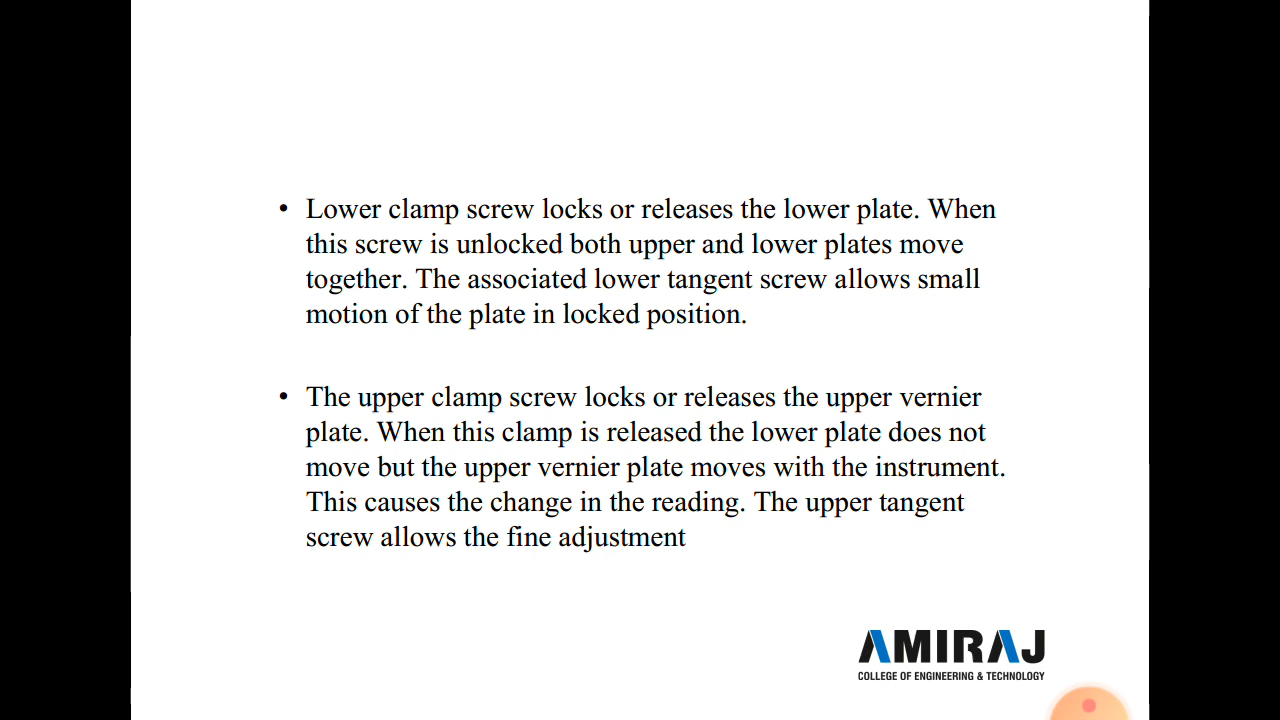 • Lower clamp screw locks or releases the lower plate. When
this screw is unlocked both upper and lower plates move
together. The associated lower tangent screw allows small
motion of the plate in locked position.
• The upper clamp screw locks or releases the upper vernier
plate. When this clamp is released the lower plate does not
move but the upper vernier plate moves with the instrument.
This causes the change in the reading. The upper tangent
screw allows the fine adjustment
AMIRAJ
COLLEGE OF ENGINEERING & TECHNOLOGY